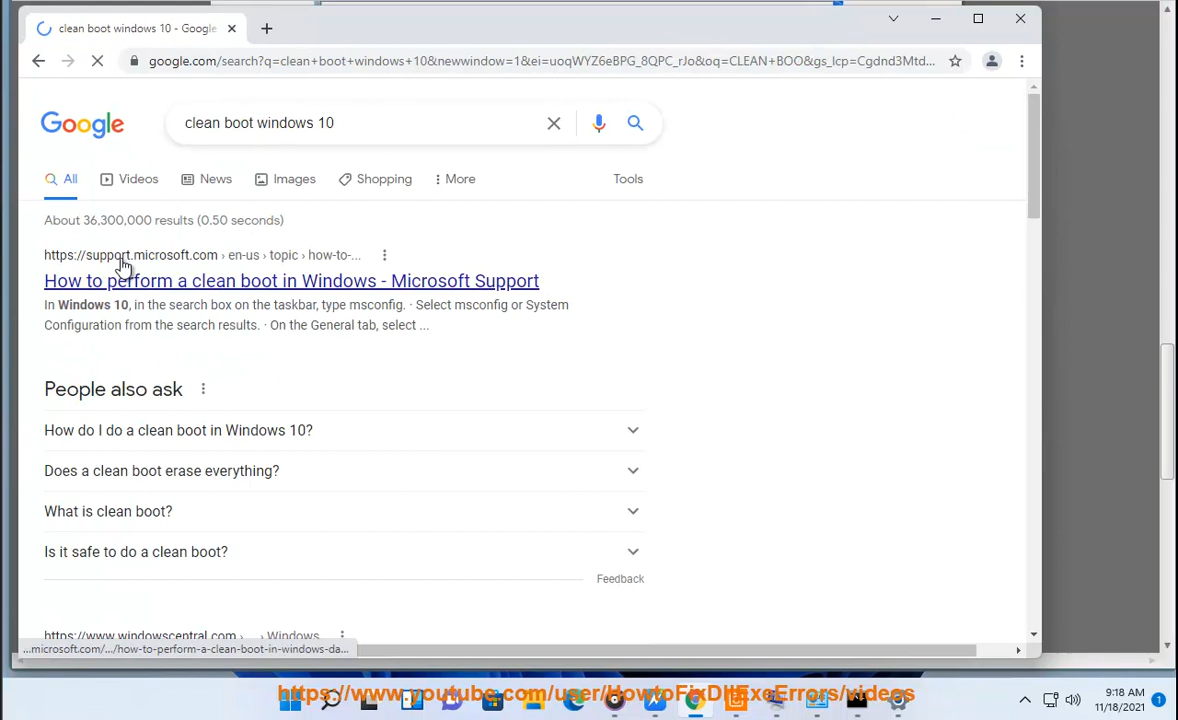 clean boot windows 10 - Google
google.com/search?q=clean+boot+windows+10&newwindow=1&ei=uoqWYZ6eBPG_8QPC_rJo&oq=CLEAN+BOO&gs_lcp=Cgdnd3Mtd...
Google
clean boot windows 10
All
Videos
News
Images
Shopping
More
Tools
About 36,300,000 results (0.50 seconds)
https://support.microsoft.com › en-us › topic › how-to-...
How to perform a clean boot in Windows - Microsoft Support
In Windows 10, in the search box on the taskbar, type msconfig. · Select msconfig or System
Configuration from the search results. · On the General tab, select ...
People also ask
How do I do a clean boot in Windows 10?
Does a clean boot erase everything?
What is clean boot?
Is it safe to do a clean boot?
Feedback
https://www.windowscentral.com › Windows
...microsoft.com/.../how-to-perform-a-clean-boot-in-windows-da...
https://www.youtube.com/user/HowtoFixDllExeErrors/videos
9:18 AM
11/18/2021
1